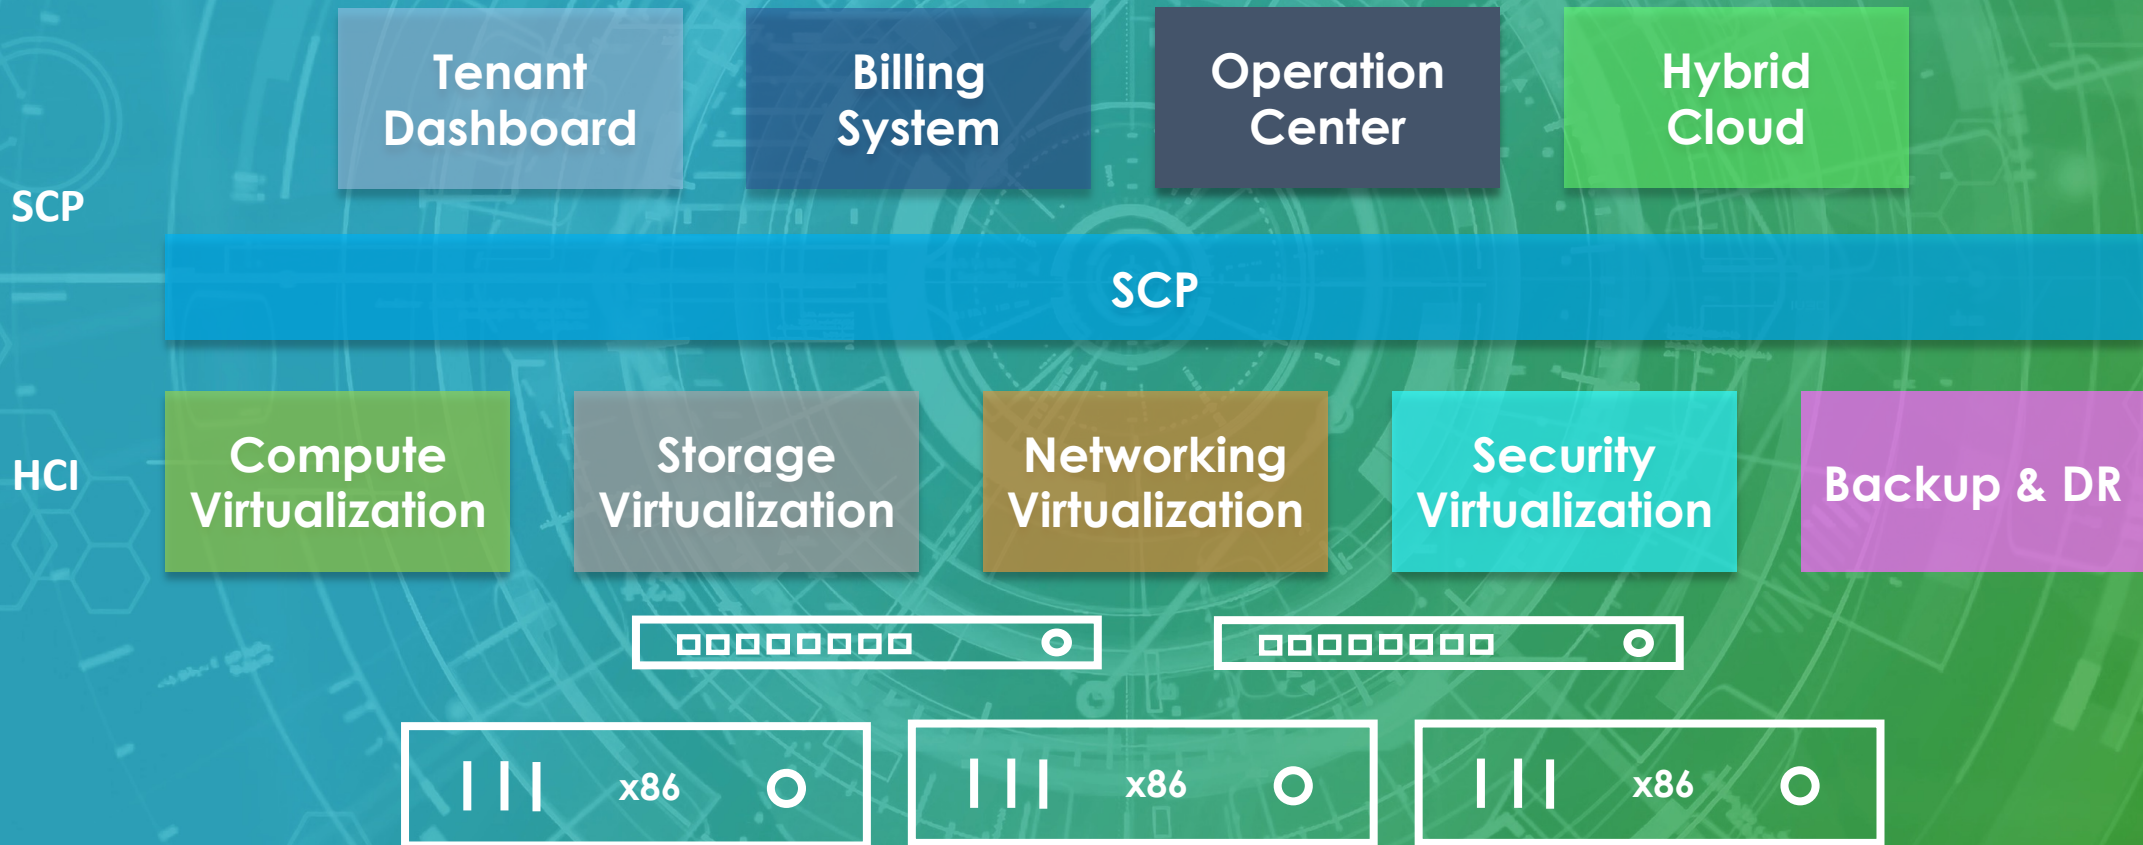 Tenant
Dashboard
Billing
System
Operation
Center
Hybrid
Cloud
SCP
SCP
HCI
Compute
Virtualization
Storage
Virtualization
Networking
Virtualization
Security
Virtualization
Backup & DR
x86
x86
x86